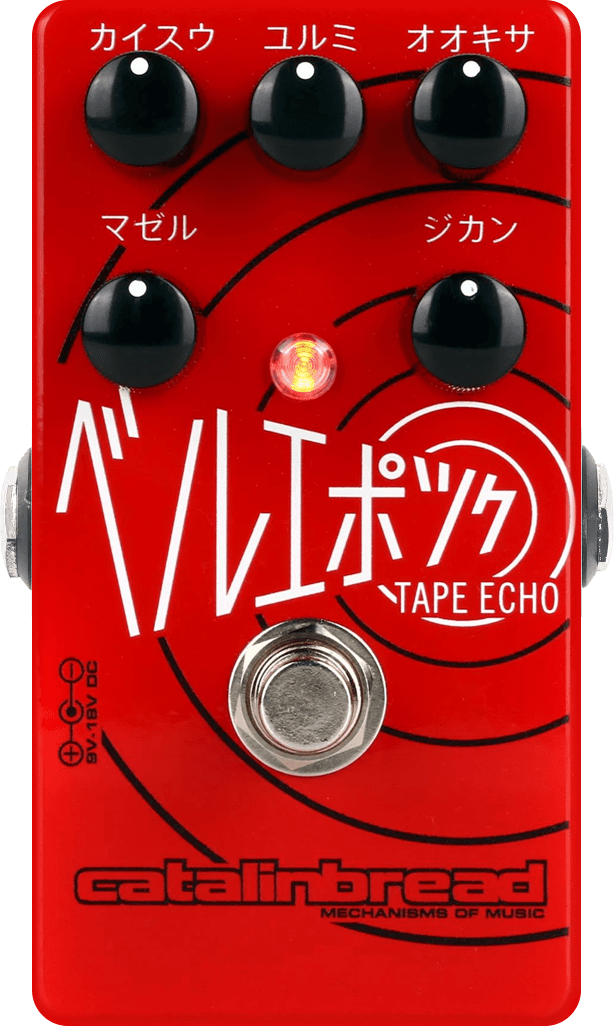 カイスウ ユルミ オオキサ
マゼル ジカン
ベルエポック
TAPE ECHO
9V-18V DC
catalinbread
MECHANISMS OF MUSIC